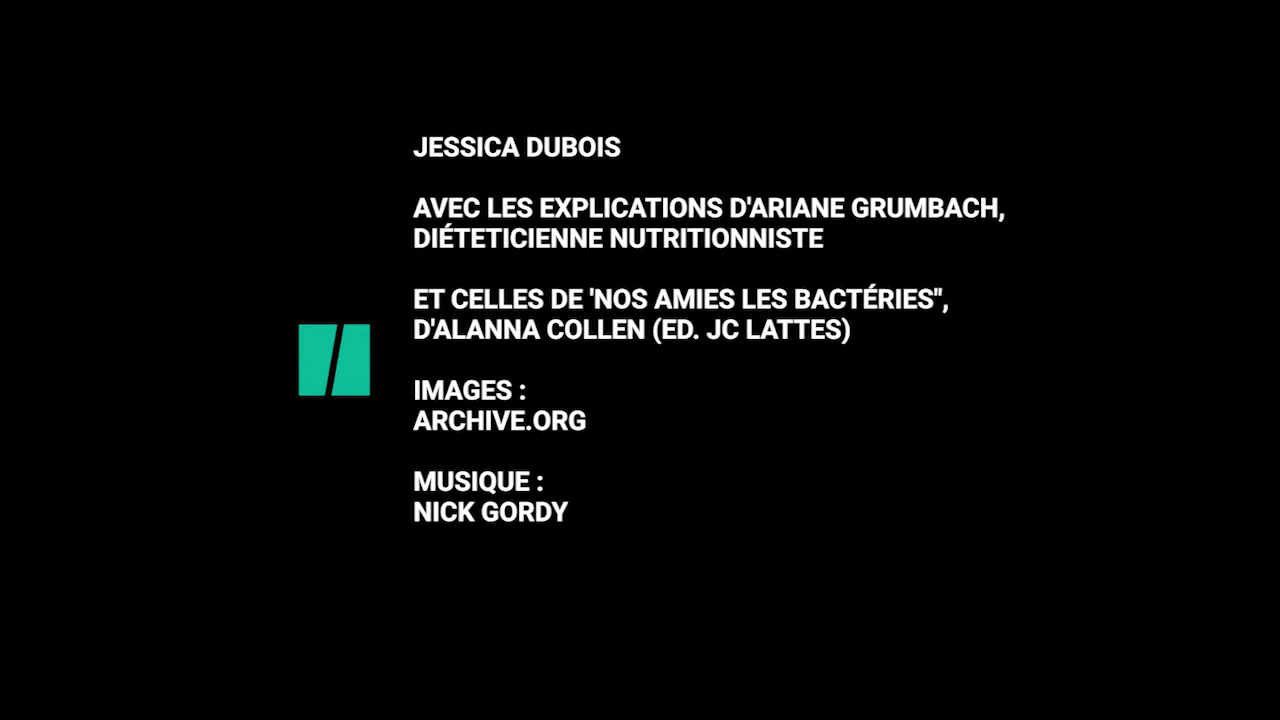 JESSICA DUBOIS
AVEC LES EXPLICATIONS D'ARIANE GRUMBACH,
DIÉTETICIENNE NUTRITIONNISTE
ET CELLES DE 'NOS AMIES LES BACTÉRIES",
D'ALANNA COLLEN (ED. JC LATTES)
IMAGES :
ARCHIVE.ORG
MUSIQUE :
NICK GORDY